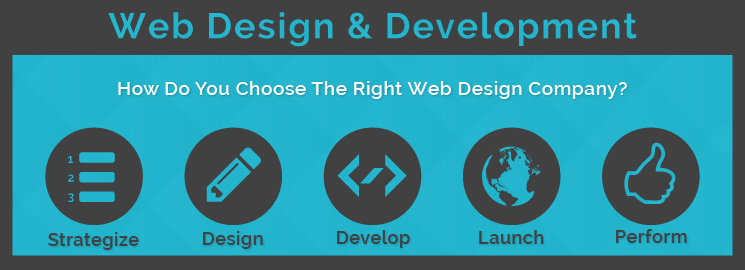 Web Design & Development
How Do You Choose The Right Web Design Company?
1
2
3
Strategize Design Develop Launch Perform